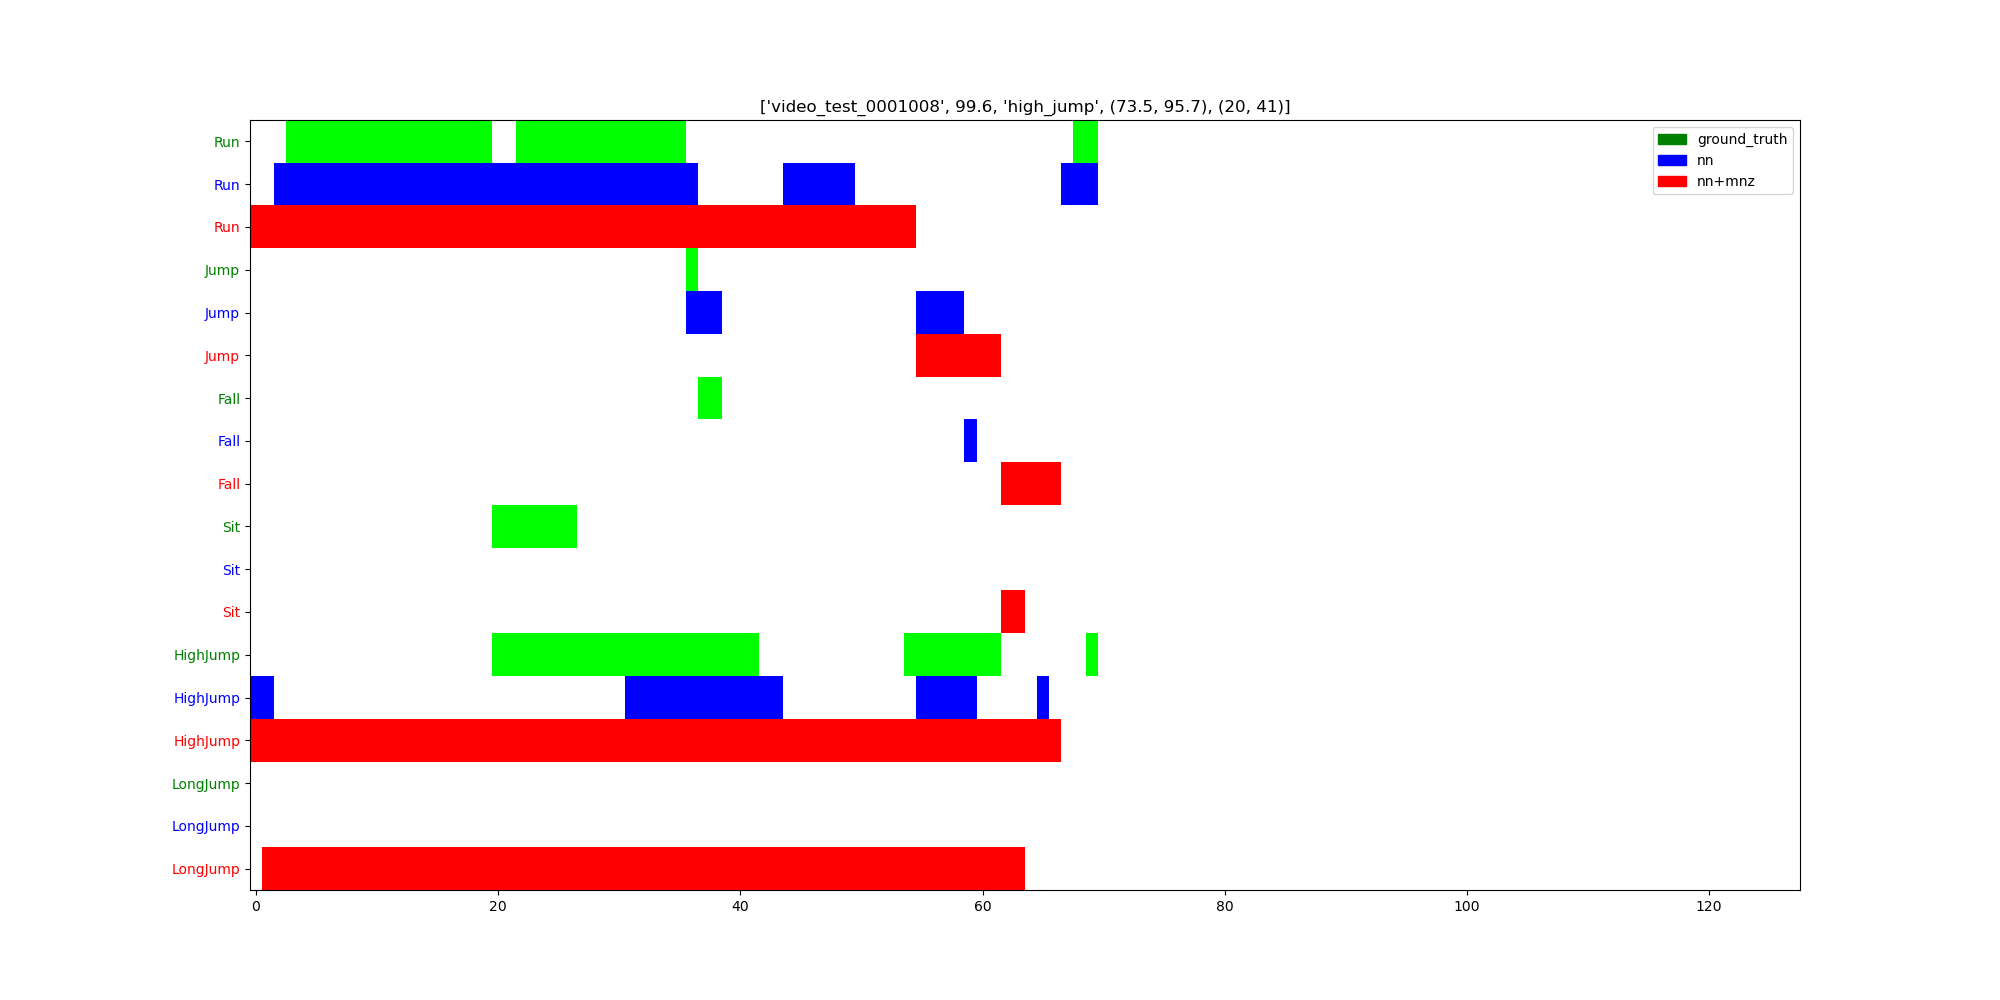 ['video_test_0001008', 99.6, 'high_jump', (73.5, 95.7), (20, 41)]
ground_truth
nn
nn+mnz
Run
Run
Run
Jump
Jump
Jump
Fall
Fall
Fall
Sit
Sit
Sit
HighJump
HighJump
HighJump
LongJump
LongJump
LongJump
0 20 40 60 80 100 120